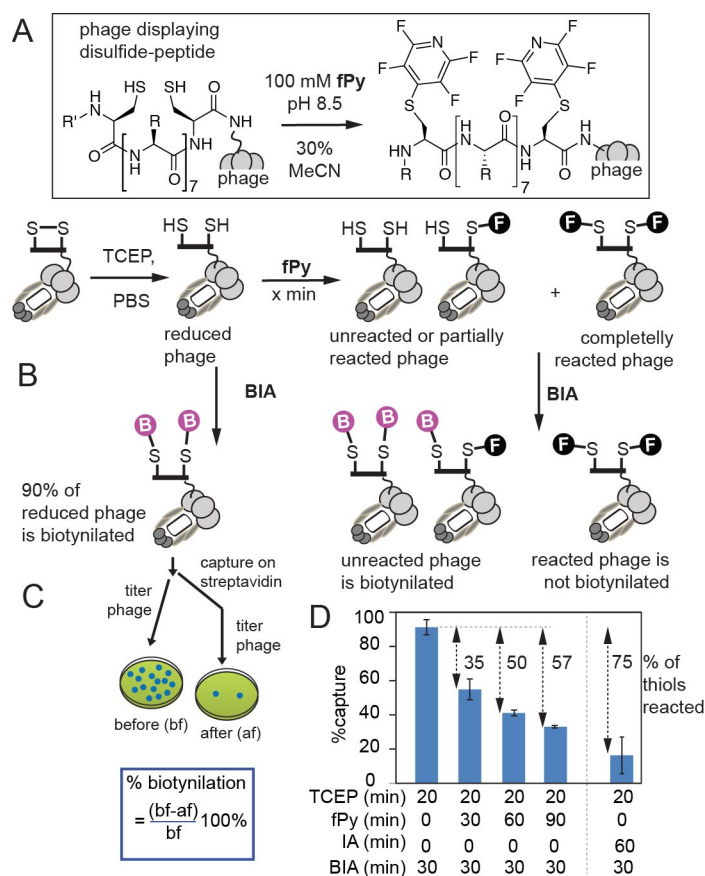 A
phage displaying
disulfide-peptide
HS
SH
H
N
R'
O
N
H
R
O
7
H
N
O
NH
phage
100 mM fPy
pH 8.5
30%
MeCN
F
N
F
F
F
S
F
N
F
F
F
S
HN
R
O
H
N
R
O
7
N
H
O
HN
phage
S S
TCEP,
PBS
HS SH
reduced
phage
fPy
x min
HS SH
HS S F
unreacted or partially
reacted phage
+
F S S F
completelly
reacted phage
B
BIA
BIA
B B
S S
90% of
reduced phage
is biotynilated
B B
S S
B
S S F
unreacted phage
is biotynilated
F S S F
reacted phage is
not biotynilated
C
capture on
streptavidin
titer
phage
titer
phage
before (bf)
after (af)
% biotynilation
= (bf-af) 100%
bf
D
%capture
100
80
60
40
20
0
35
50
57
75
% of
thiols
reacted
TCEP (min) 20 20 20 20 20
fPy (min) 0 30 60 90 0
IA (min) 0 0 0 0 60
BIA (min) 30 30 30 30 30